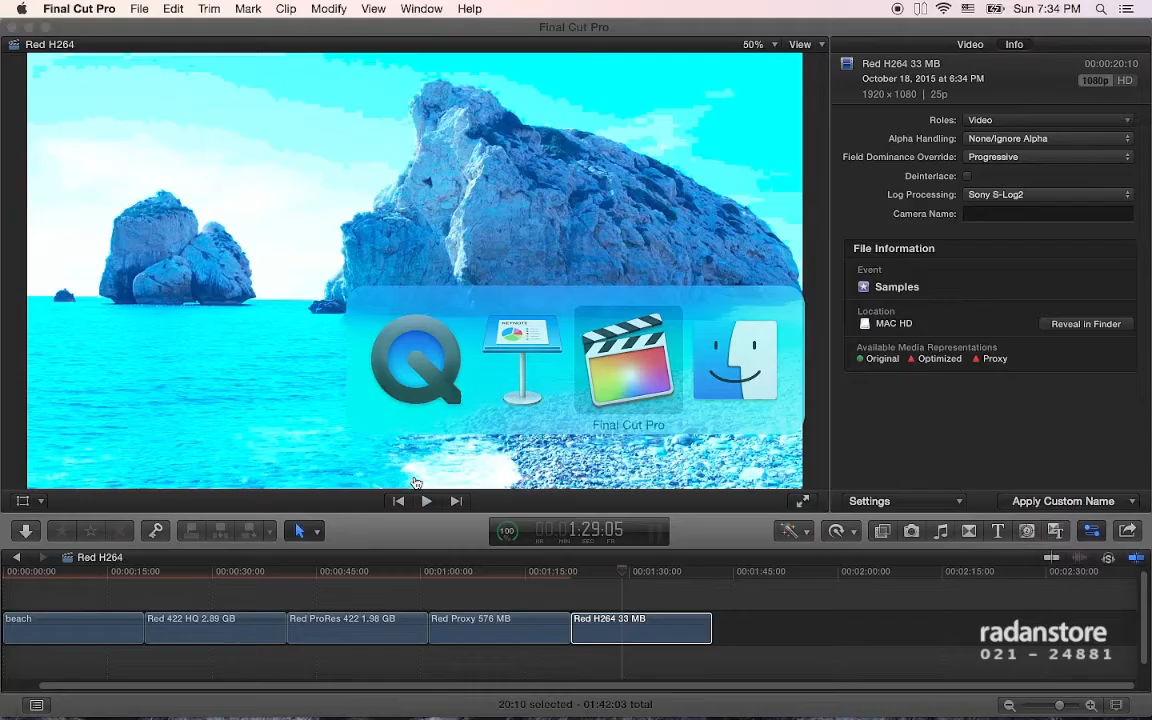 Final Cut Pro File Edit Trim Mark Clip Modify View Window Help Sun 7:34 PM
Final Cut Pro
Red H264 50% View Video Info
Red H264 33 MB 00:00:20:10
October 18, 2015 at 6:34 PM 1080p HD
1920 × 1080 | 25p
Roles: Video
Alpha Handling: None/Ignore Alpha
Field Dominance Override: Progressive
Deinterlace:
Log Processing: Sony S-Log2
Camera Name:
File Information
Event
Samples
Location
MAC HD Reveal in Finder
Available Media Representations
Original Optimized Proxy
KEYNOTE
Final Cut Pro
Settings Apply Custom Name
100 00:01:29:05
HR MIN SEC FR
Red H264
00:00:00:00 00:00:15:00 00:00:30:00 00:00:45:00 00:01:00:00 00:01:15:00 00:01:30:00 00:01:45:00 00:02:00:00 00:02:15:00 00:02:30:00
beach Red 422 HQ 2.89 GB Red ProRes 422 1.98 GB Red Proxy 576 MB Red H264 33 MB
radanstore
021 - 24881
20:10 selected - 01:42:03 total